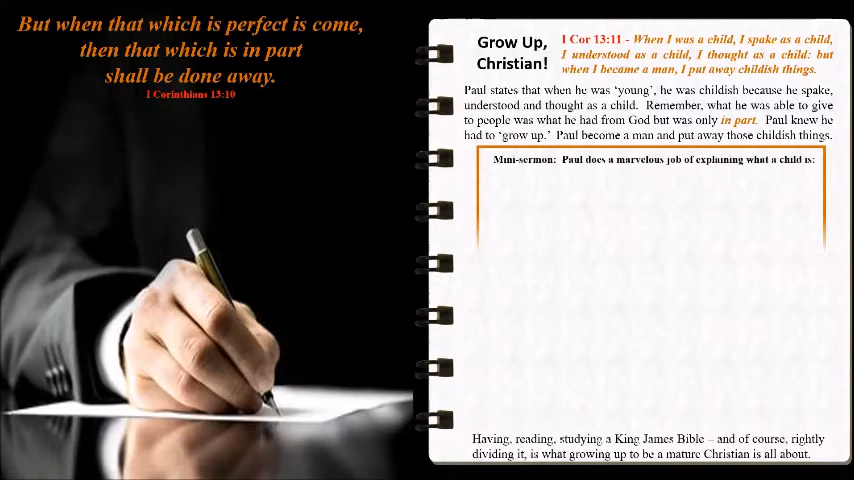 But when that which is perfect is come,
then that which is in part
shall be done away.
I Corinthians 13:10
Grow Up,
Christian!
I Cor 13:11 - When I was a child, I spake as a child,
I understood as a child, I thought as a child: but
when I became a man, I put away childish things.
Paul states that when he was ‘young’, he was childish because he spake,
understood and thought as a child. Remember, what he was able to give
to people was what he had from God but was only in part. Paul knew he
had to ‘grow up.’ Paul become a man and put away those childish things.
Mini-sermon: Paul does a marvelous job of explaining what a child is:
Having, reading, studying a King James Bible – and of course, rightly
dividing it, is what growing up to be a mature Christian is all about.